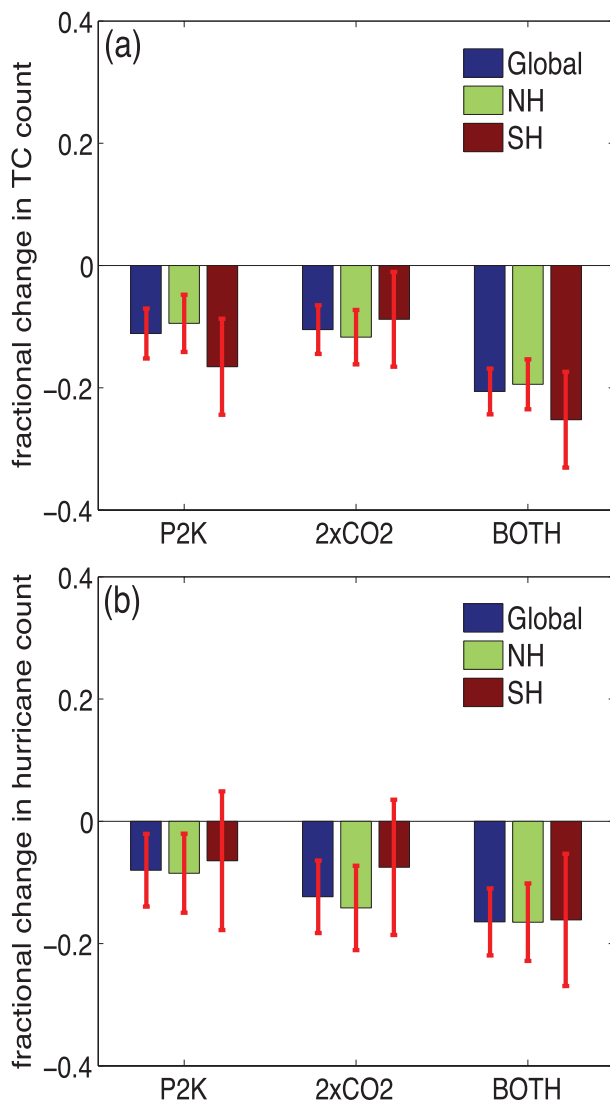 (a)
Global
NH
SH
fractional change in TC count
0.4
0.2
0
−0.2
−0.4
P2K 2xCO2 BOTH
(b)
Global
NH
SH
fractional change in hurricane count
0.4
0.2
0
−0.2
−0.4
P2K 2xCO2 BOTH